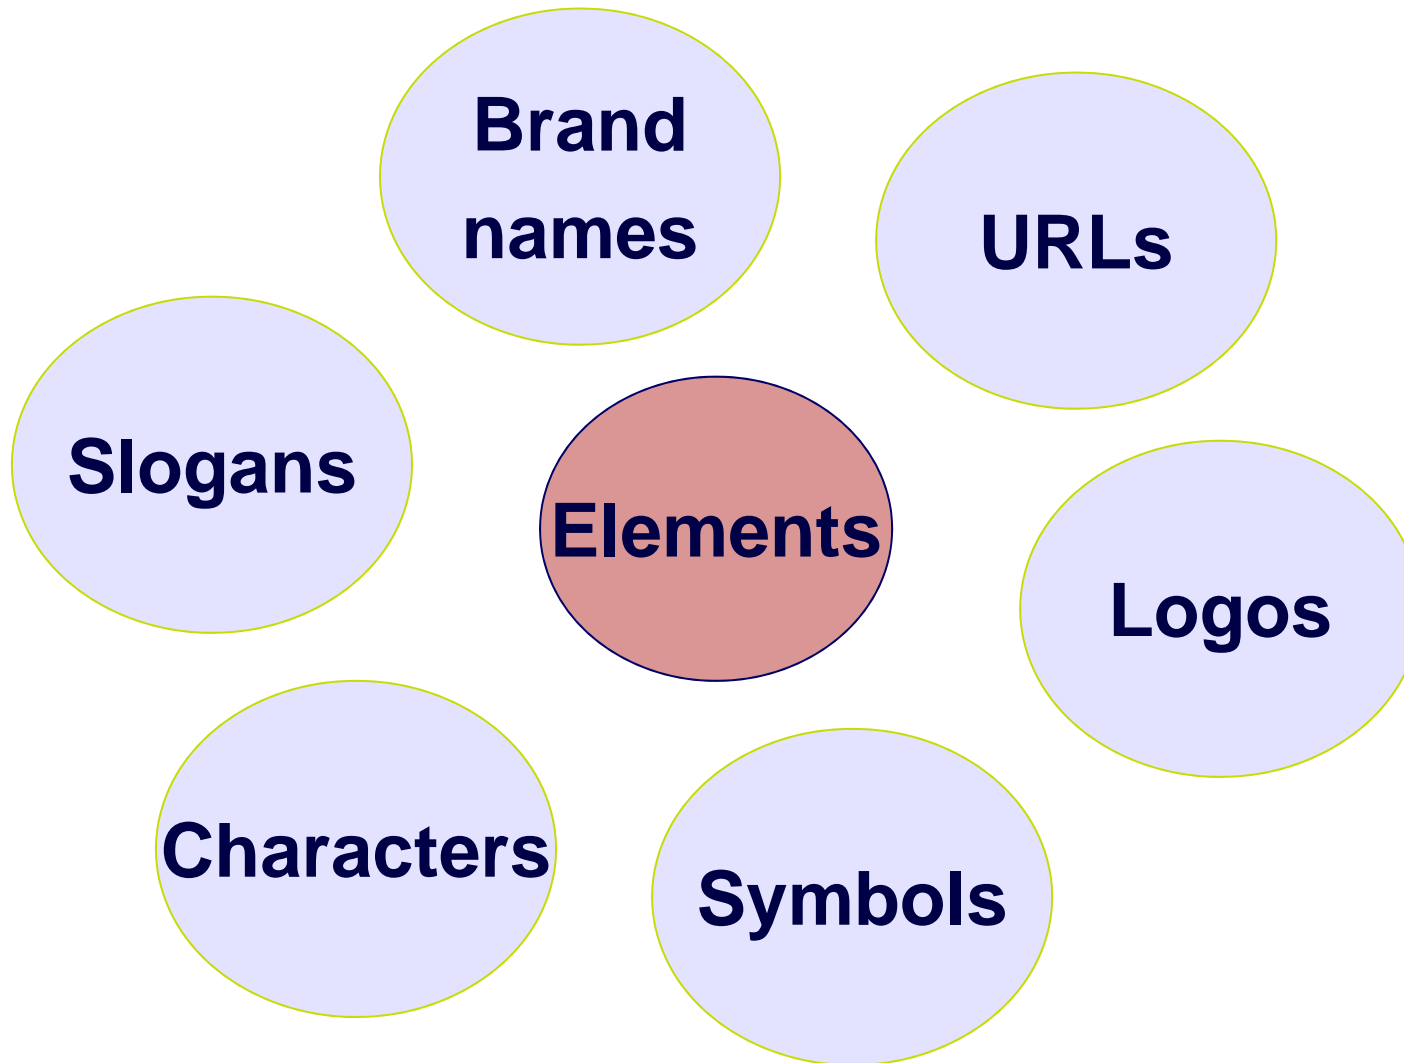 Brand
names
URLs
Slogans
Elements
Logos
Characters
Symbols